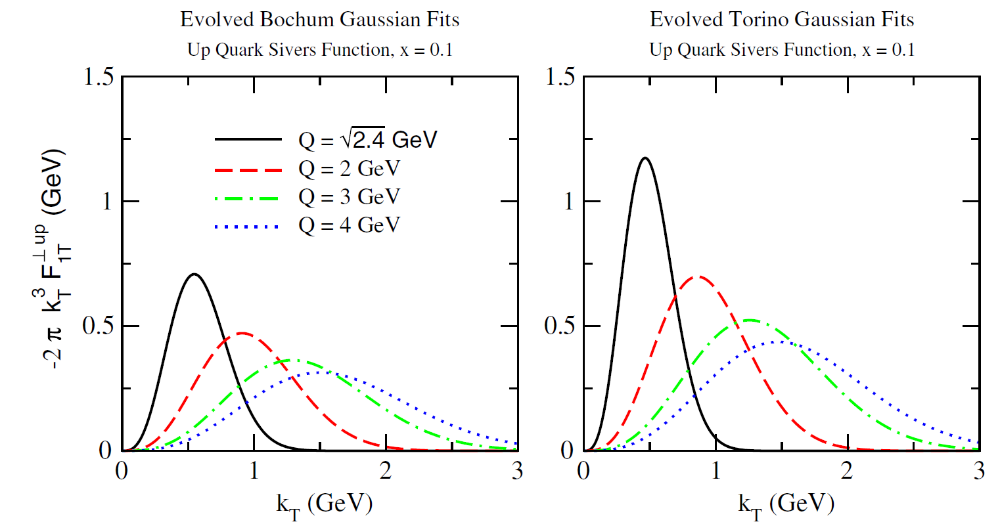 Evolved Bochum Gaussian Fits
Up Quark Sivers Function, x = 0.1
Evolved Torino Gaussian Fits
Up Quark Sivers Function, x = 0.1
-2 π k_T^3 F_{1T}^{⊥ up} (GeV)
1.5
1
0.5
0
Q = √2.4 GeV
Q = 2 GeV
Q = 3 GeV
Q = 4 GeV
0 1 2 3
k_T (GeV)
1.5
1
0.5
0
0 1 2 3
k_T (GeV)